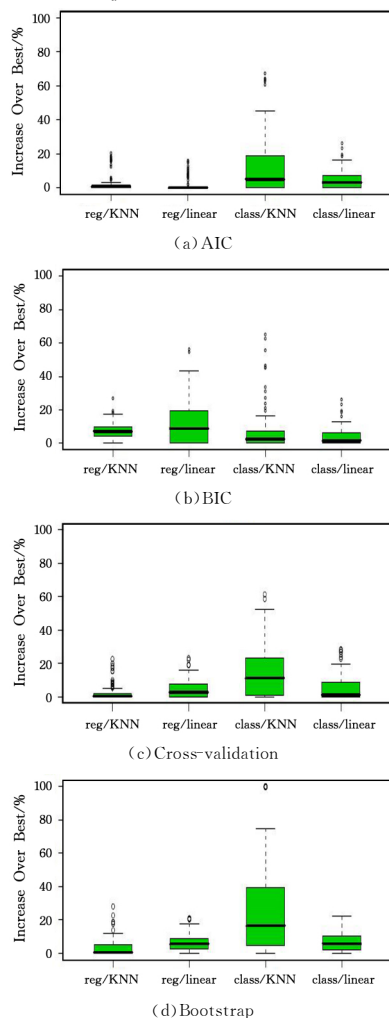 100
80
60
40
20
0
Increase Over Best/%
reg/KNN reg/linear class/KNN class/linear
(a)AIC
100
80
60
40
20
0
Increase Over Best/%
reg/KNN reg/linear class/KNN class/linear
(b)BIC
100
80
60
40
20
0
Increase Over Best/%
reg/KNN reg/linear class/KNN class/linear
(c)Cross-validation
100
80
60
40
20
0
Increase Over Best/%
reg/KNN reg/linear class/KNN class/linear
(d)Bootstrap